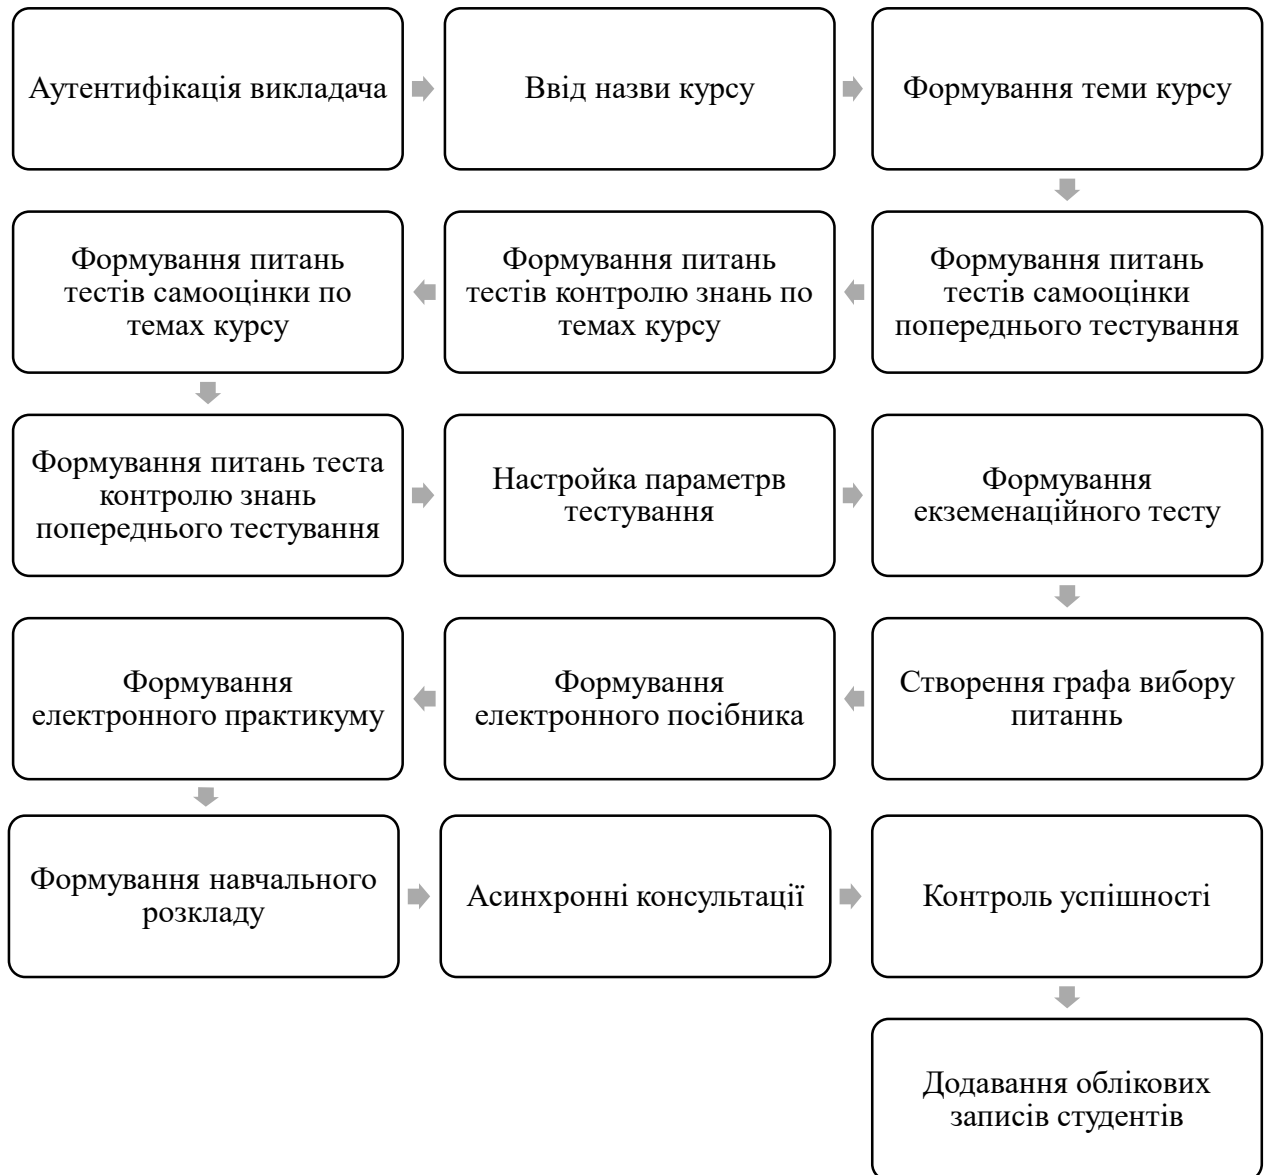 Аутентифікація викладача
Ввід назви курсу
Формування теми курсу
Формування питань
тестів самооцінки
попереднього тестування
Формування питань
тестів контролю знань по
темах курсу
Формування питань
тестів самооцінки по
темах курсу
Формування питань теста
контролю знань
попереднього тестування
Настройка параметрв
тестування
Формування
екземенаційного тесту
Створення графа вибору
питаннь
Формування
електронного посібника
Формування
електронного практикуму
Формування навчального
розкладу
Асинхронні консультації
Контроль успішності
Додавання облікових
записів студентів